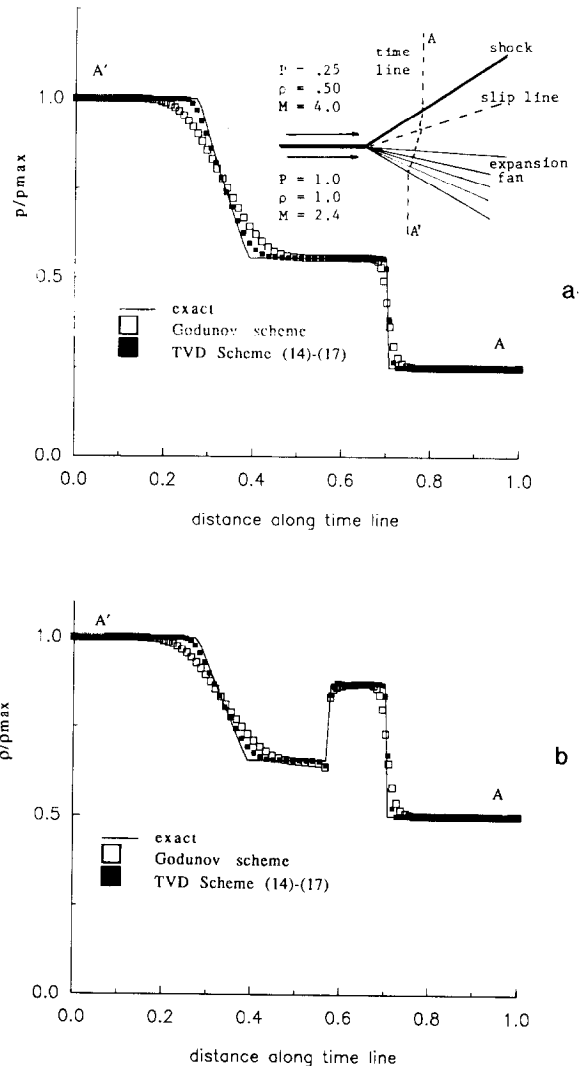 a
A′
A
time
line
shock
slip line
expansion
fan
P = .25
ρ = .50
M = 4.0
P = 1.0
ρ = 1.0
M = 2.4
A'
p/pmax
1.0
0.5
0.0
exact
Godunov scheme
TVD Scheme (14)-(17)
A
0.0 0.2 0.4 0.6 0.8 1.0
distance along time line
b
A′
ρ/ρmax
1.0
0.5
0.0
exact
Godunov scheme
TVD Scheme (14)-(17)
A
0.0 0.2 0.4 0.6 0.8 1.0
distance along time line